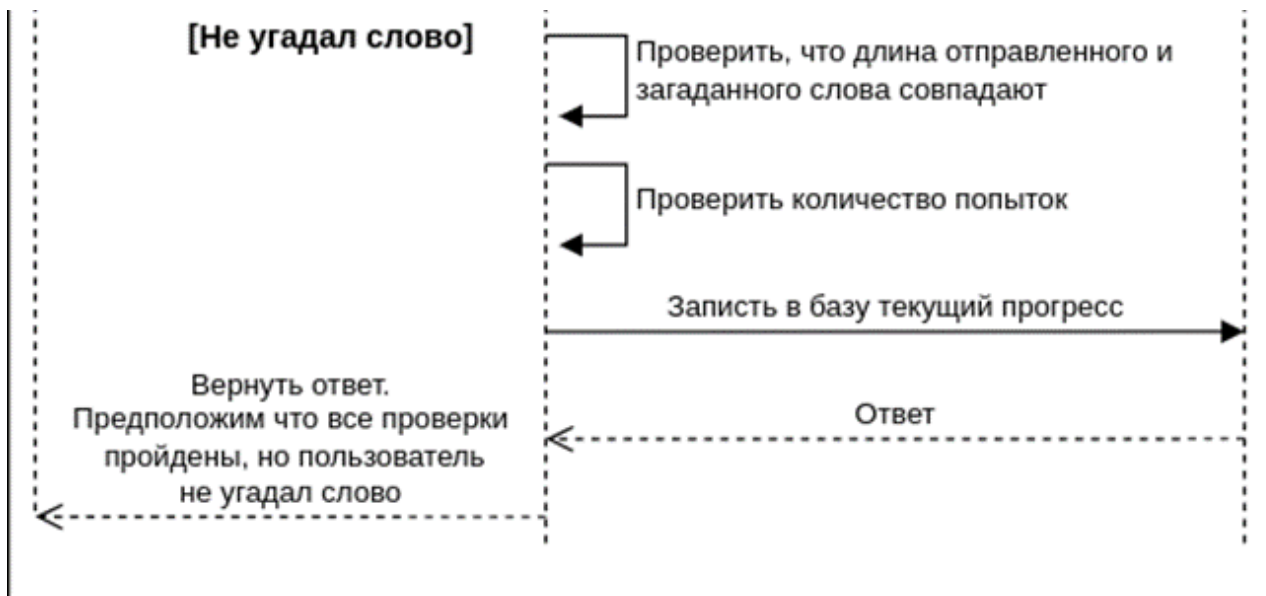 [Не угадал слово]
Проверить, что длина отправленного и
загаданного слова совпадают
Проверить количество попыток
Записть в базу текущий прогресс
Вернуть ответ.
Предположим что все проверки
пройдены, но пользователь
не угадал слово
Ответ